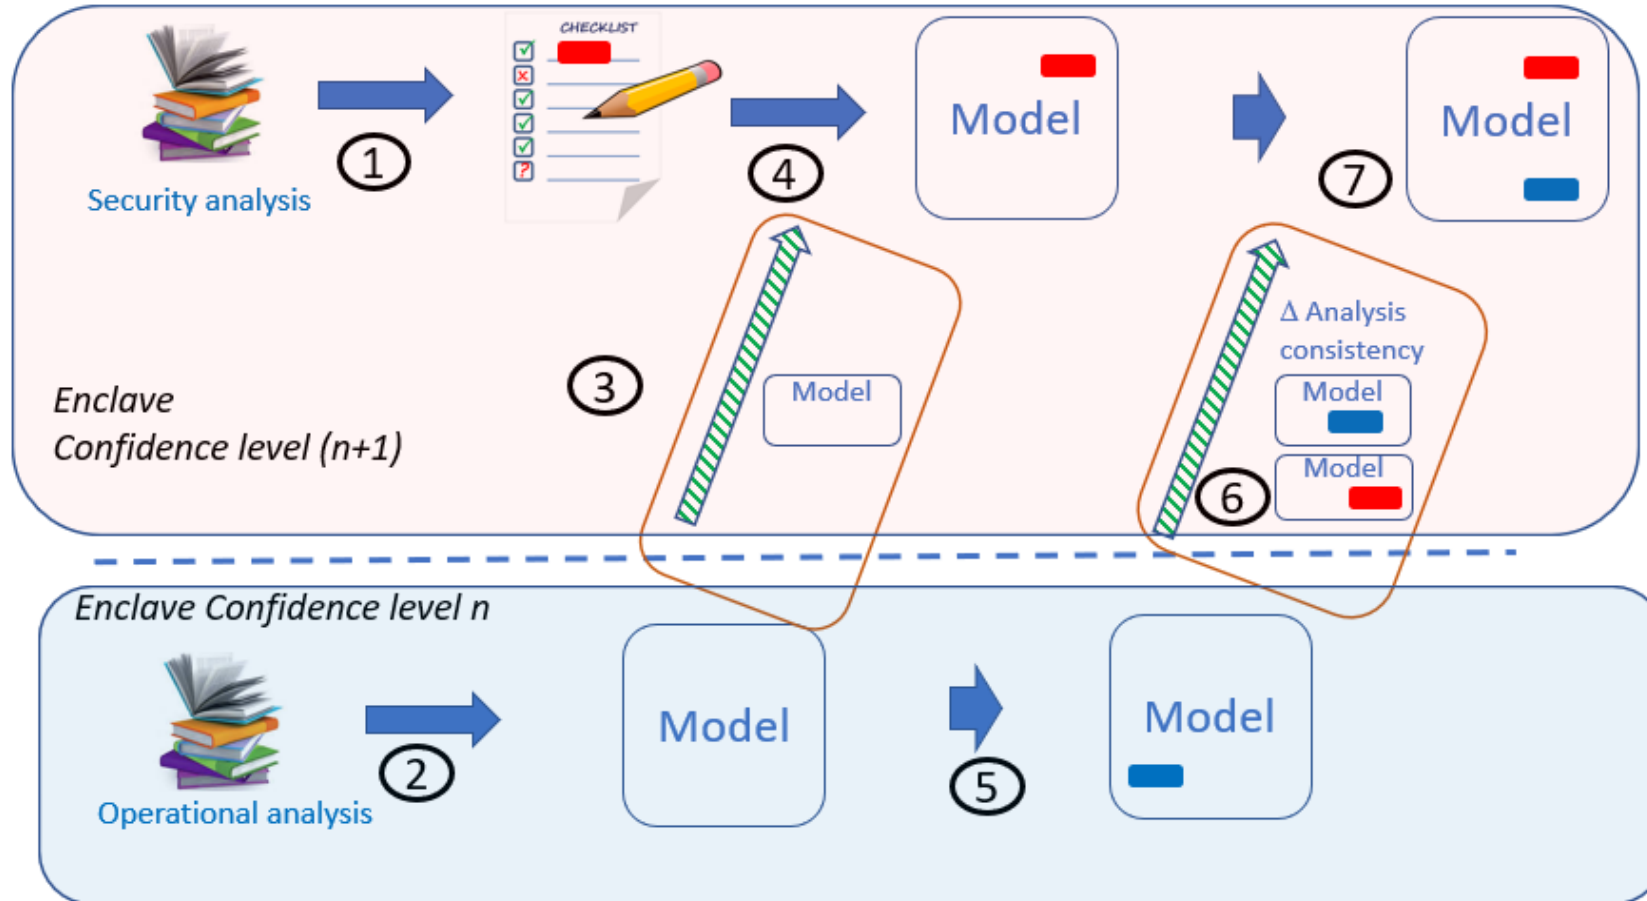 CHECKLIST
?
Security analysis
1
4
Model
7
Model
3
Model
Δ Analysis
consistency
Model
6
Model
Enclave
Confidence level (n+1)
Enclave Confidence level n
Operational analysis
2
Model
5
Model